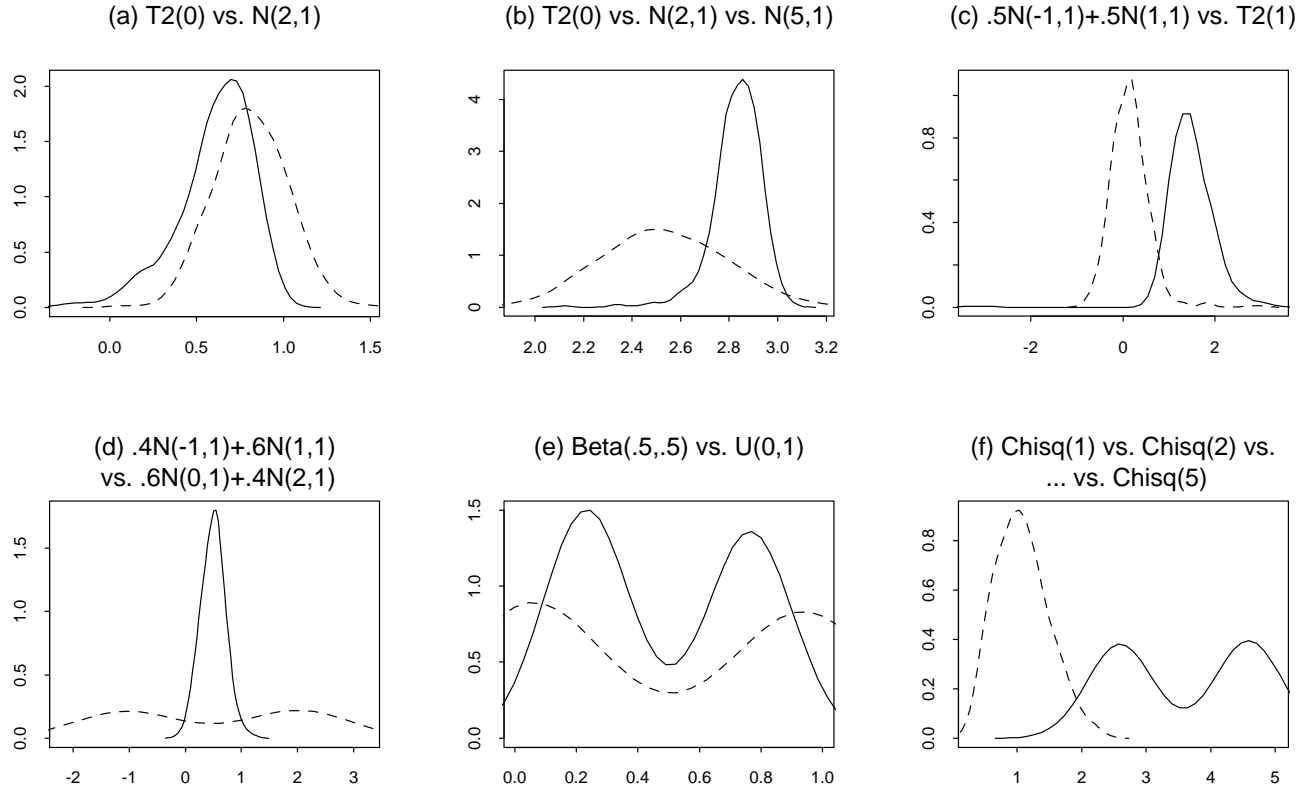 (a) T2(0) vs. N(2,1)
2.0
1.5
1.0
0.5
0.0
0.0 0.5 1.0 1.5
(b) T2(0) vs. N(2,1) vs. N(5,1)
4
3
2
1
0
2.0 2.2 2.4 2.6 2.8 3.0 3.2
(c) .5N(-1,1)+.5N(1,1) vs. T2(1)
0.8
0.4
0.0
-2 0 2
(d) .4N(-1,1)+.6N(1,1)
vs. .6N(0,1)+.4N(2,1)
1.5
1.0
0.5
0.0
-2 -1 0 1 2 3
(e) Beta(.5,.5) vs. U(0,1)
1.5
1.0
0.5
0.0
0.0 0.2 0.4 0.6 0.8 1.0
(f) Chisq(1) vs. Chisq(2) vs.
... vs. Chisq(5)
0.8
0.6
0.4
0.2
0.0
1 2 3 4 5